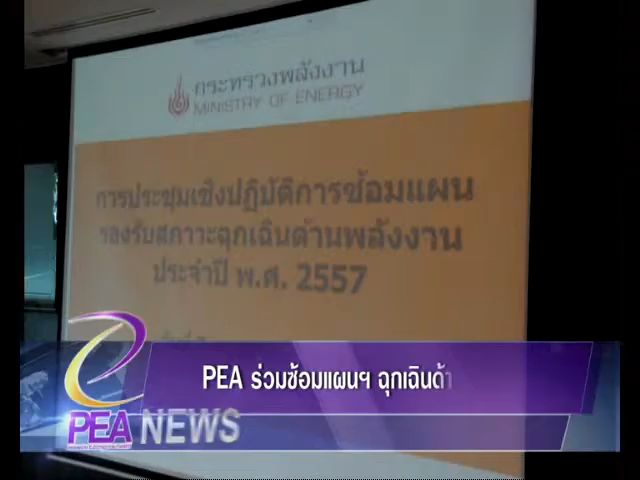 กระทรวงพลังงาน
MINISTRY OF ENERGY
การประชุมเชิงปฏิบัติการซ้อมแผน
รองรับสภาวะฉุกเฉินด้านพลังงาน
ประจำปี พ.ศ. 2557
PEA ร่วมซ้อมแผนฯ ฉุกเฉินด้า
PEA NEWS